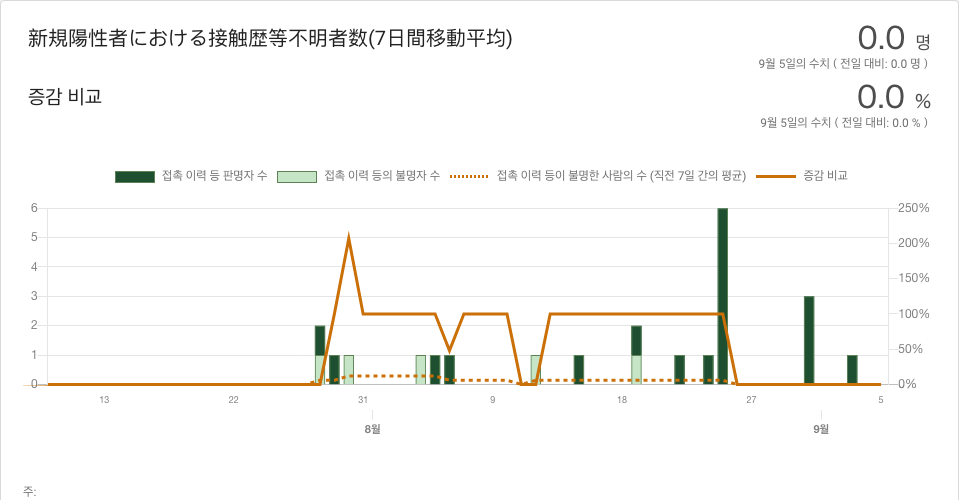 新規陽性者における接触歴等不明者数(7日間移動平均)
0.0 명
9월 5일의 수치 ( 전일 대비: 0.0 명 )
증감 비교
0.0 %
9월 5일의 수치 ( 전일 대비: 0.0 % )
접촉 이력 등 판명자 수 접촉 이력 등의 불명자 수 접촉 이력 등이 불명한 사람의 수 (직전 7일 간의 평균) 증감 비교
6 250%
5 200%
4 150%
3 100%
2 50%
1 0%
0
13 22 31 9 18 27 5
8월 9월
주: